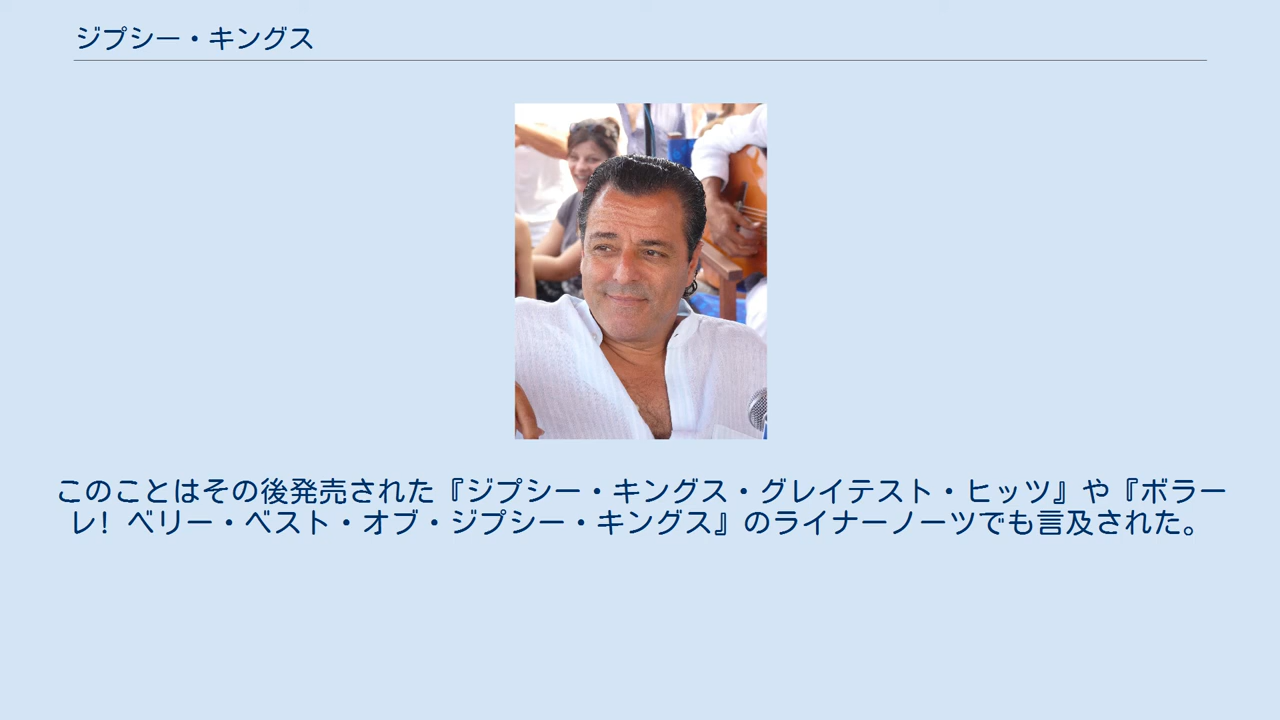 ジプシー・キングス
このことはその後発売された『ジプシー・キングス・グレイテスト・ヒッツ』や『ボラー
レ！ベリー・ベスト・オブ・ジプシー・キングス』のライナーノーツでも言及された。